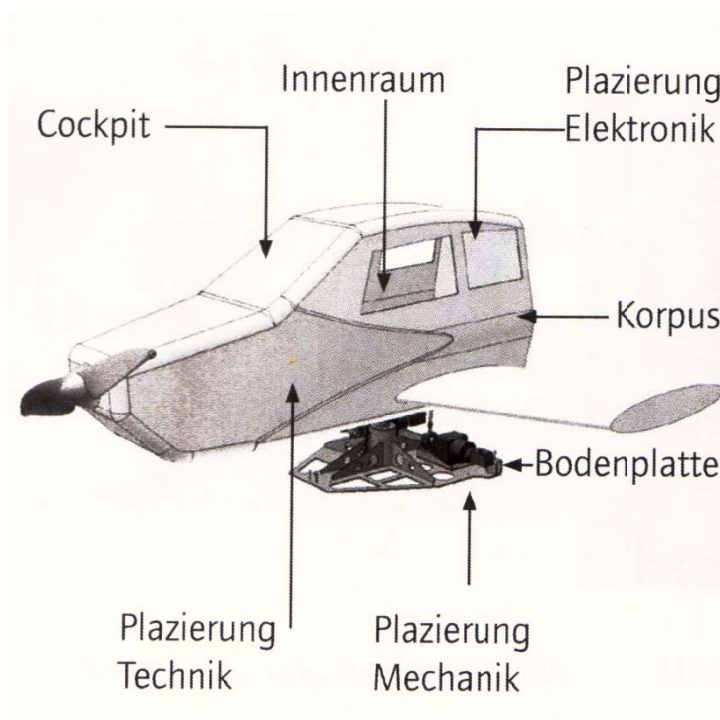 Innenraum
Plazierung
Elektronik
Cockpit
Korpus
Bodenplatte
Plazierung
Technik
Plazierung
Mechanik